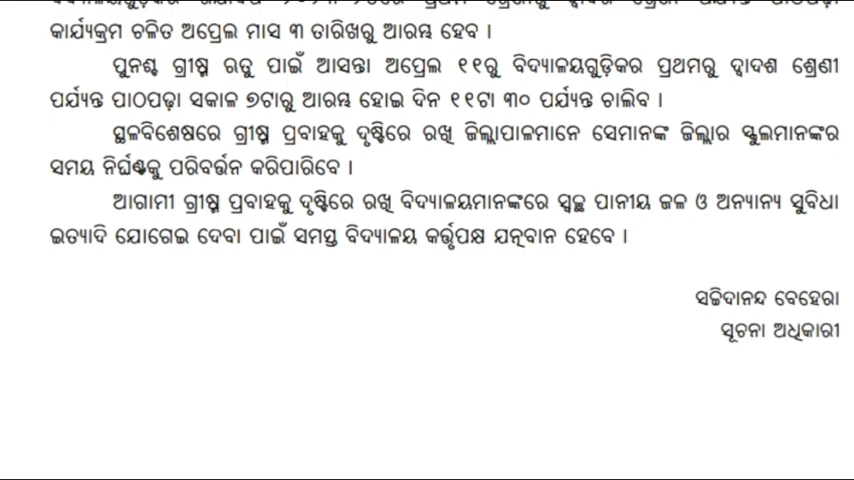 କାର୍ଯ୍ୟକ୍ରମ ଚଳିତ ଅପ୍ରେଲ ମାସ ୩ ତାରିଖରୁ ଆରମ୍ଭ ହେବ ।
ପୁନଶ୍ଚ ଗ୍ରୀଷ୍ମ ଋତୁ ପାଇଁ ଆସନ୍ତା ଅପ୍ରେଲ ୧୧ରୁ ବିଦ୍ୟାଳୟଗୁଡ଼ିକର ପ୍ରଥମରୁ ଦ୍ୱାଦଶ ଶ୍ରେଣୀ
ପର୍ଯ୍ୟନ୍ତ ପାଠପଢ଼ା ସକାଳ ୭ଟାରୁ ଆରମ୍ଭ ହୋଇ ଦିନ ୧୧ଟା ୩୦ ପର୍ଯ୍ୟନ୍ତ ଚାଲିବ ।
ସ୍ଥଳବିଶେଷରେ ଗ୍ରୀଷ୍ମ ପ୍ରବାହକୁ ଦୃଷ୍ଟିରେ ରଖି ଜିଲ୍ଲାପାଳମାନେ ସେମାନଙ୍କ ଜିଲ୍ଲାର ସ୍କୁଲମାନଙ୍କର
ସମୟ ନିର୍ଘଣ୍ଟକୁ ପରିବର୍ତ୍ତନ କରିପାରିବେ ।
ଆଗାମୀ ଗ୍ରୀଷ୍ମ ପ୍ରବାହକୁ ଦୃଷ୍ଟିରେ ରଖି ବିଦ୍ୟାଳୟମାନଙ୍କରେ ସ୍ୱଚ୍ଛ ପାନୀୟ ଜଳ ଓ ଅନ୍ୟାନ୍ୟ ସୁବିଧା
ଇତ୍ୟାଦି ଯୋଗେଇ ଦେବା ପାଇଁ ସମସ୍ତ ବିଦ୍ୟାଳୟ କର୍ତ୍ତୃପକ୍ଷ ଯତ୍ନବାନ ହେବେ ।
ସଚ୍ଚିଦାନନ୍ଦ ବେହେରା
ସୂଚନା ଅଧିକାରୀ